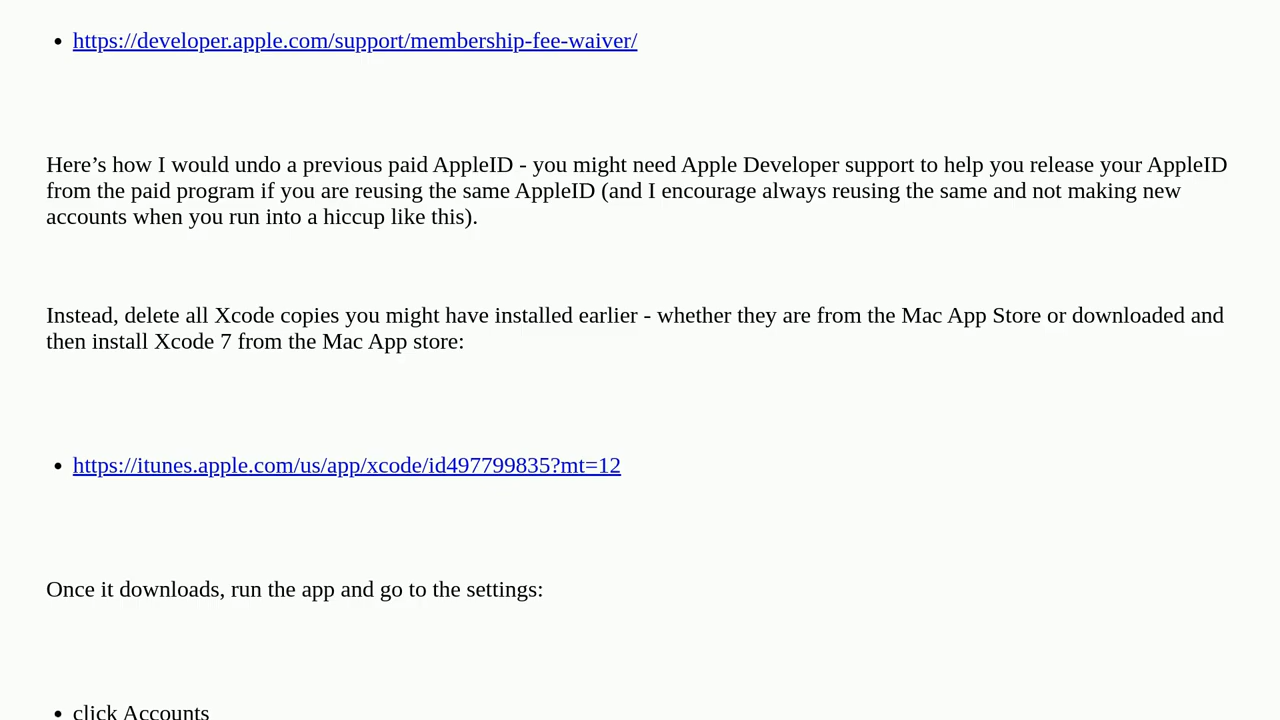 • https://developer.apple.com/support/membership-fee-waiver/
Here’s how I would undo a previous paid AppleID - you might need Apple Developer support to help you release your AppleID
from the paid program if you are reusing the same AppleID (and I encourage always reusing the same and not making new
accounts when you run into a hiccup like this).
Instead, delete all Xcode copies you might have installed earlier - whether they are from the Mac App Store or downloaded and
then install Xcode 7 from the Mac App store:
• https://itunes.apple.com/us/app/xcode/id497799835?mt=12
Once it downloads, run the app and go to the settings:
• click Accounts